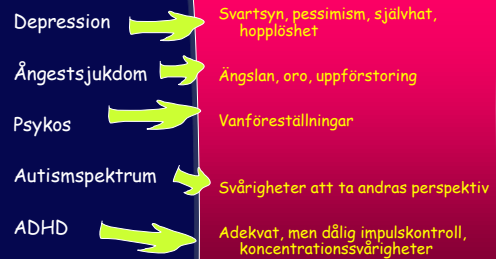 Depression
Svartsyn, pessimism, självhat,
hopplöshet
Ångestsjukdom
Ängslan, oro, uppförstoring
Psykos
Vanföreställningar
Autismspektrum
Svårigheter att ta andras perspektiv
ADHD
Adekvat, men dålig impulskontroll,
koncentrationssvårigheter